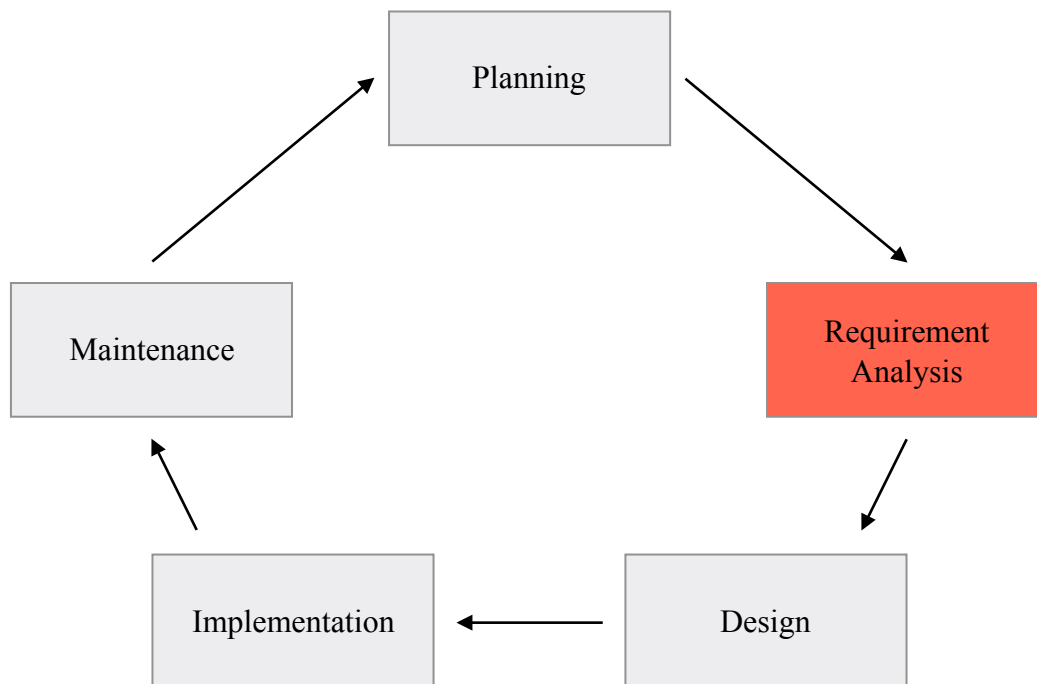 Planning
Requirement
Analysis
Maintenance
Implementation
Design